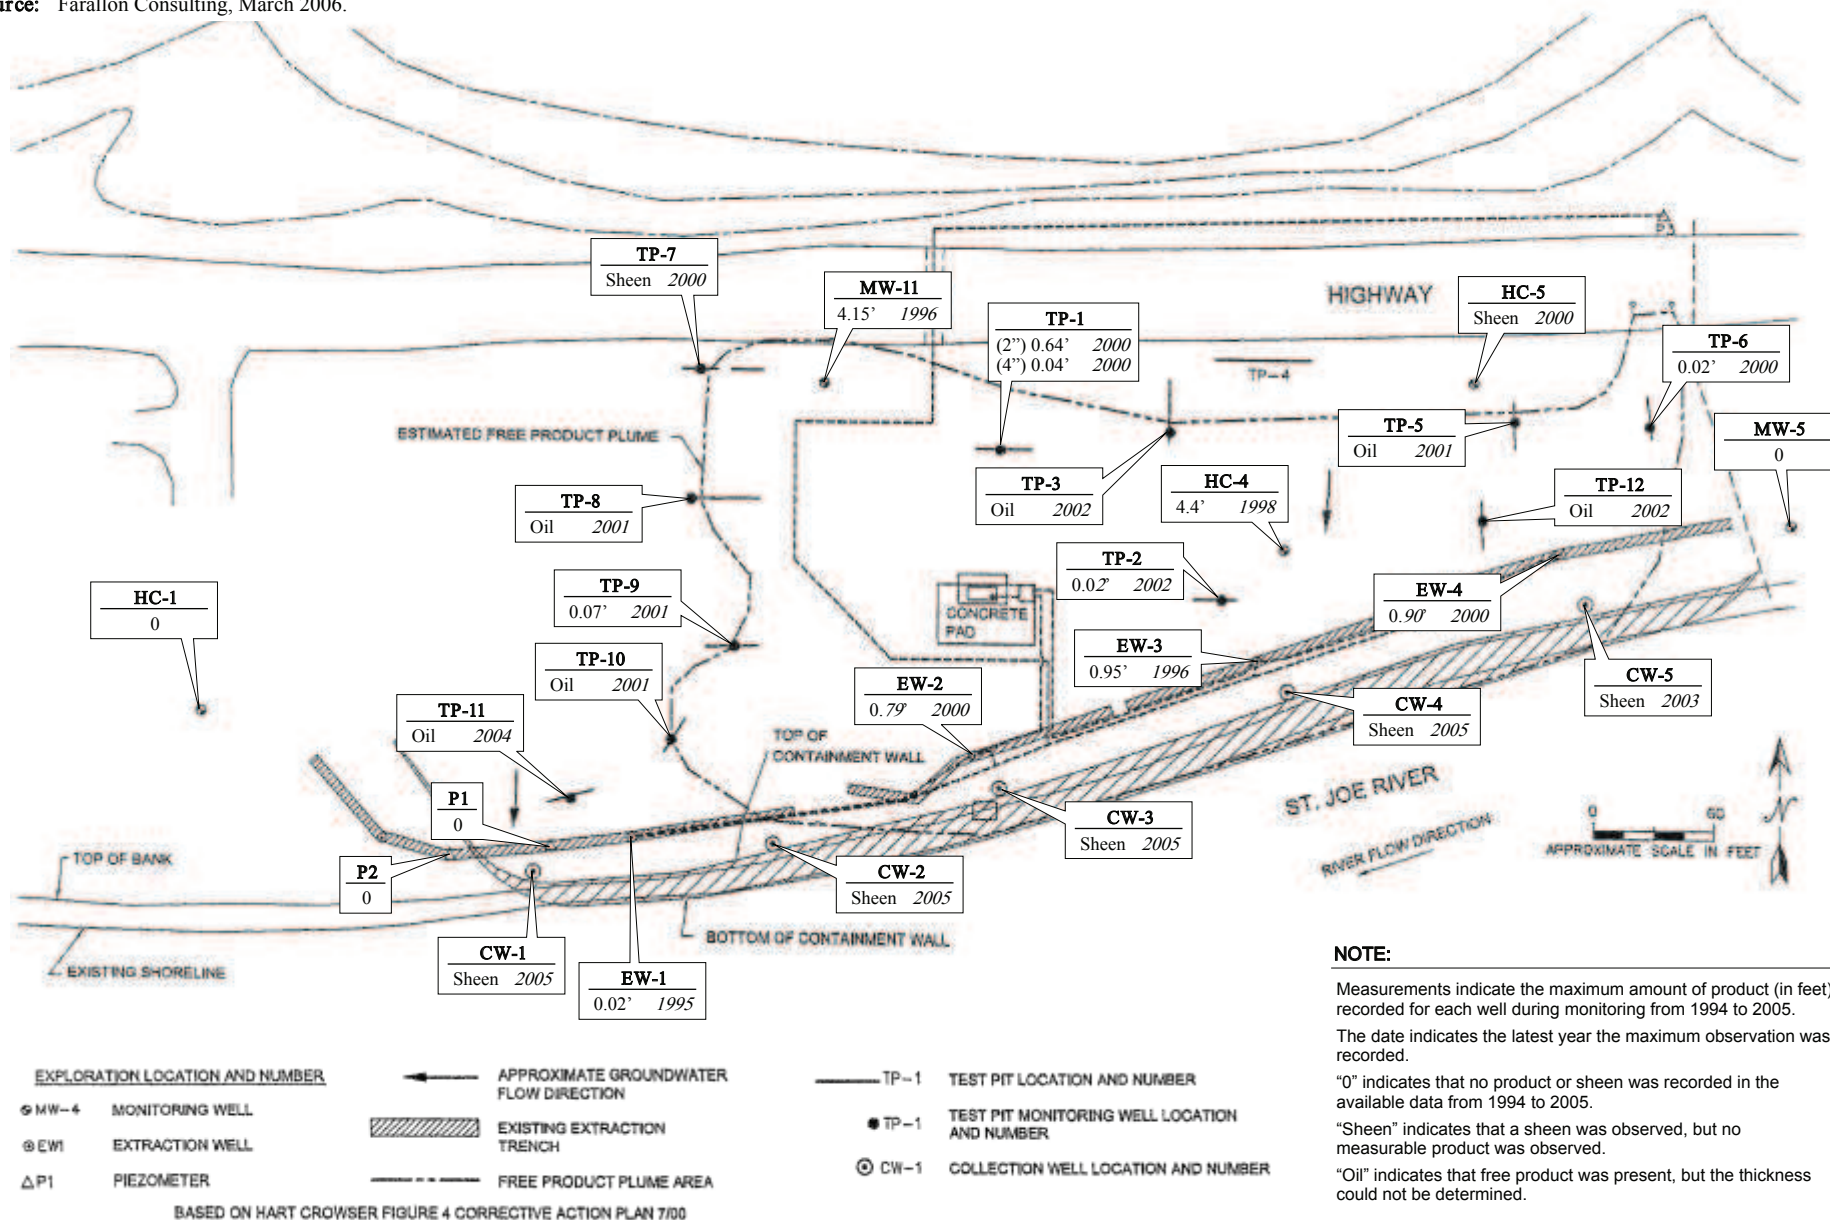 urce: Farallon Consulting, March 2006.
TP-7
Sheen 2000
MW-11
4.15’ 1996
TP-1
(2”) 0.64’ 2000
(4”) 0.04’ 2000
HIGHWAY
HC-5
Sheen 2000
P3
TP-6
0.02’ 2000
TP-4
ESTIMATED FREE PRODUCT PLUME
TP-5
Oil 2001
MW-5
0
TP-8
Oil 2001
TP-3
Oil 2002
HC-4
4.4’ 1998
TP-12
Oil 2002
HC-1
0
TP-9
0.07’ 2001
TP-2
0.02’ 2002
CONCRETE
PAD
EW-4
0.90’ 2000
TP-10
Oil 2001
EW-3
0.95’ 1996
EW-2
0.79’ 2000
CW-5
Sheen 2003
TP-11
Oil 2004
CW-4
Sheen 2005
TOP OF
CONTAINMENT WALL
P1
0
ST. JOE RIVER
RIVER FLOW DIRECTION
0 60
APPROXIMATE SCALE IN FEET
N
CW-3
Sheen 2005
TOP OF BANK
P2
0
CW-2
Sheen 2005
BOTTOM OF CONTAINMENT WALL
EXISTING SHORELINE
CW-1
Sheen 2005
EW-1
0.02’ 1995
NOTE:
Measurements indicate the maximum amount of product (in feet)
recorded for each well during monitoring from 1994 to 2005.
The date indicates the latest year the maximum observation was
recorded.
“0” indicates that no product or sheen was recorded in the
available data from 1994 to 2005.
“Sheen” indicates that a sheen was observed, but no
measurable product was observed.
“Oil” indicates that free product was present, but the thickness
could not be determined.
EXPLORATION LOCATION AND NUMBER
MW-4 MONITORING WELL
EW1 EXTRACTION WELL
P1 PIEZOMETER
APPROXIMATE GROUNDWATER
FLOW DIRECTION
EXISTING EXTRACTION
TRENCH
FREE PRODUCT PLUME AREA
TP-1 TEST PIT LOCATION AND NUMBER
TP-1 TEST PIT MONITORING WELL LOCATION
AND NUMBER
CW-1 COLLECTION WELL LOCATION AND NUMBER
BASED ON HART CROWSER FIGURE 4 CORRECTIVE ACTION PLAN 7/00